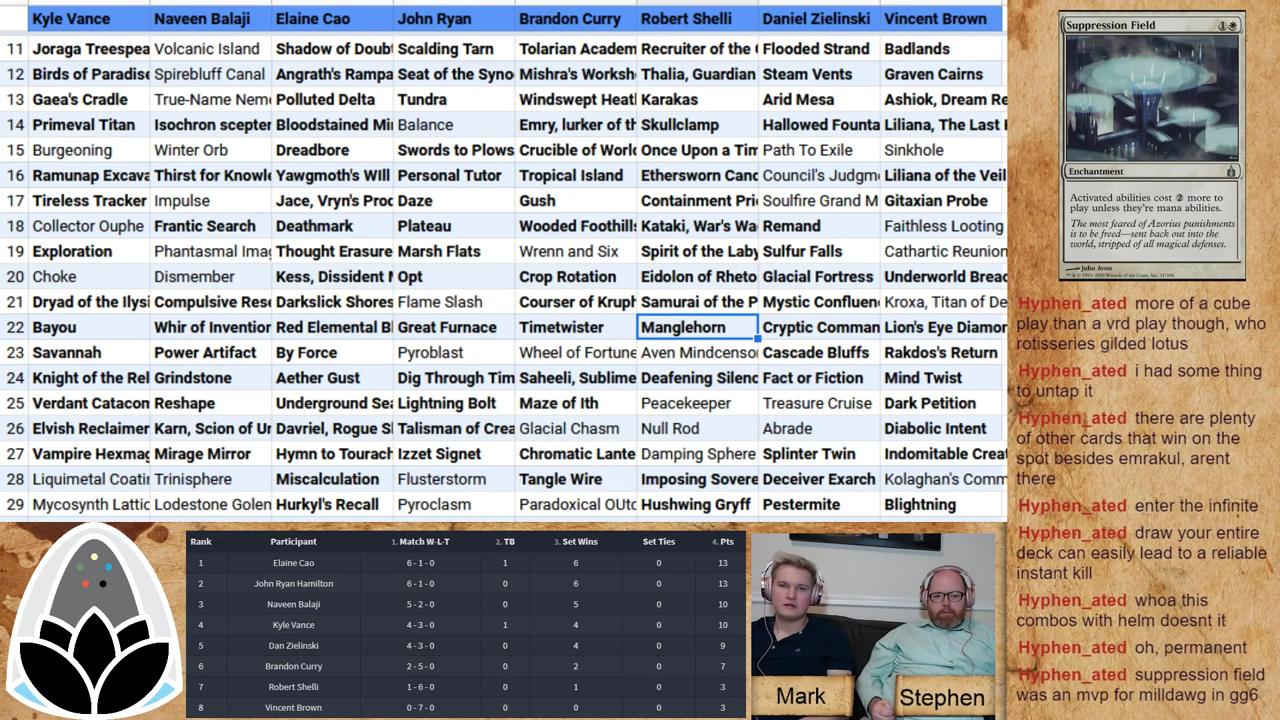 Kyle Vance Naveen Balaji Elaine Cao John Ryan Brandon Curry Robert Shelli Daniel Zielinski Vincent Brown
11 Joraga Treespea Volcanic Island Shadow of Doubt Scalding Tarn Tolarian Academ Recruiter of the Flooded Strand Badlands
12 Birds of Paradise Spirebluff Canal Angrath's Rampa Seat of the Syno Mishra's Worksh Thalia, Guardian Steam Vents Graven Cairns
13 Gaea's Cradle True-Name Neme Polluted Delta Tundra Windswept Heat Karakas Arid Mesa Ashiok, Dream Re
14 Primeval Titan Isochron scepter Bloodstained Mi Balance Emry, lurker of th Skullclamp Hallowed Founta Liliana, The Last
15 Burgeoning Winter Orb Dreadbore Swords to Plows Crucible of Worl Once Upon a Tim Path To Exile Sinkhole
16 Ramunap Excava Thirst for Knowle Yawgmoth's WIll Personal Tutor Tropical Island Ethersworn Cano Council's Judgm Liliana of the Veil
17 Tireless Tracker Impulse Jace, Vryn's Proc Daze Gush Containment Pri Soulfire Grand M Gitaxian Probe
18 Collector Ouphe Frantic Search Deathmark Plateau Wooded Foothills Kataki, War's Wa Remand Faithless Looting
19 Exploration Phantasmal Imag Thought Erasure Marsh Flats Wrenn and Six Spirit of the Laby Sulfur Falls Cathartic Reunion
20 Choke Dismember Kess, Dissident Opt Crop Rotation Eidolon of Rheto Glacial Fortress Underworld Breac
21 Dryad of the Ilysi Compulsive Rese Darkslick Shores Flame Slash Courser of Kruph Samurai of the P Mystic Confluen Kroxa, Titan of De
22 Bayou Whir of Invention Red Elemental Bl Great Furnace Timetwister Manglehorn Cryptic Comman Lion's Eye Diamon
23 Savannah Power Artifact By Force Pyroblast Wheel of Fortune Aven Mindcenso Cascade Bluffs Rakdos's Return
24 Knight of the Rel Grindstone Aether Gust Dig Through Tim Saheeli, Sublime Deafening Silenc Fact or Fiction Mind Twist
25 Verdant Catacom Reshape Underground Sea Lightning Bolt Maze of Ith Peacekeeper Treasure Cruise Dark Petition
26 Elvish Reclaimer Karn, Scion of Ur Davriel, Rogue S Talisman of Crea Glacial Chasm Null Rod Abrade Diabolic Intent
27 Vampire Hexmag Mirage Mirror Hymn to Tourach Izzet Signet Chromatic Lante Damping Sphere Splinter Twin Indomitable Crea
28 Liquimetal Coati Trinisphere Miscalculation Flusterstorm Tangle Wire Imposing Sovere Deceiver Exarch Kolaghan's Comm
29 Mycosynth Lattic Lodestone Golen Hurkyl's Recall Pyroclasm Paradoxical OUtc Hushwing Gryff Pestermite Blightning
Rank Participant 1. Match W-L-T 2. TB 3. Set Wins Set Ties 4. Pts
1 Elaine Cao 6 - 1 - 0 1 6 0 13
2 John Ryan Hamilton 6 - 1 - 0 0 6 0 13
3 Naveen Balaji 5 - 2 - 0 0 5 0 10
4 Kyle Vance 4 - 3 - 0 1 4 0 10
5 Dan Zielinski 4 - 3 - 0 0 4 0 9
6 Brandon Curry 2 - 5 - 0 0 2 0 7
7 Robert Shelli 1 - 6 - 0 0 1 0 3
8 Vincent Brown 0 - 7 - 0 0 0 0 3
Mark
Stephen
Suppression Field 1
Enchantment
Activated abilities cost 2 more to
play unless they're mana abilities.
The most feared of Azorius punishments
is to be freed—sent back out into the
world, stripped of all magical defenses.
John Avon
Hyphen_ated more of a cube
play than a vrd play though, who
rotisseries gilded lotus
Hyphen_ated i had some thing
to untap it
Hyphen_ated there are plenty
of other cards that win on the
spot besides emrakul, arent
there
Hyphen_ated enter the infinite
Hyphen_ated draw your entire
deck can easily lead to a reliable
instant kill
Hyphen_ated whoa this
combos with helm doesnt it
Hyphen_ated oh, permanent
Hyphen_ated suppression field
was an mvp for milldawg in gg6